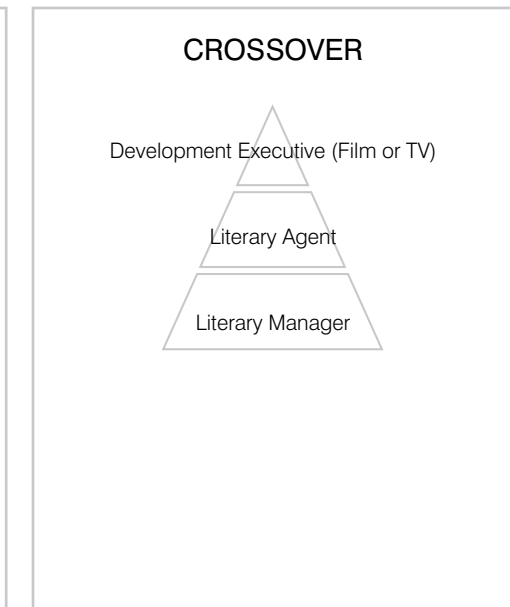 CROSSOVER
Development Executive (Film or TV)
Literary Agent
Literary Manager